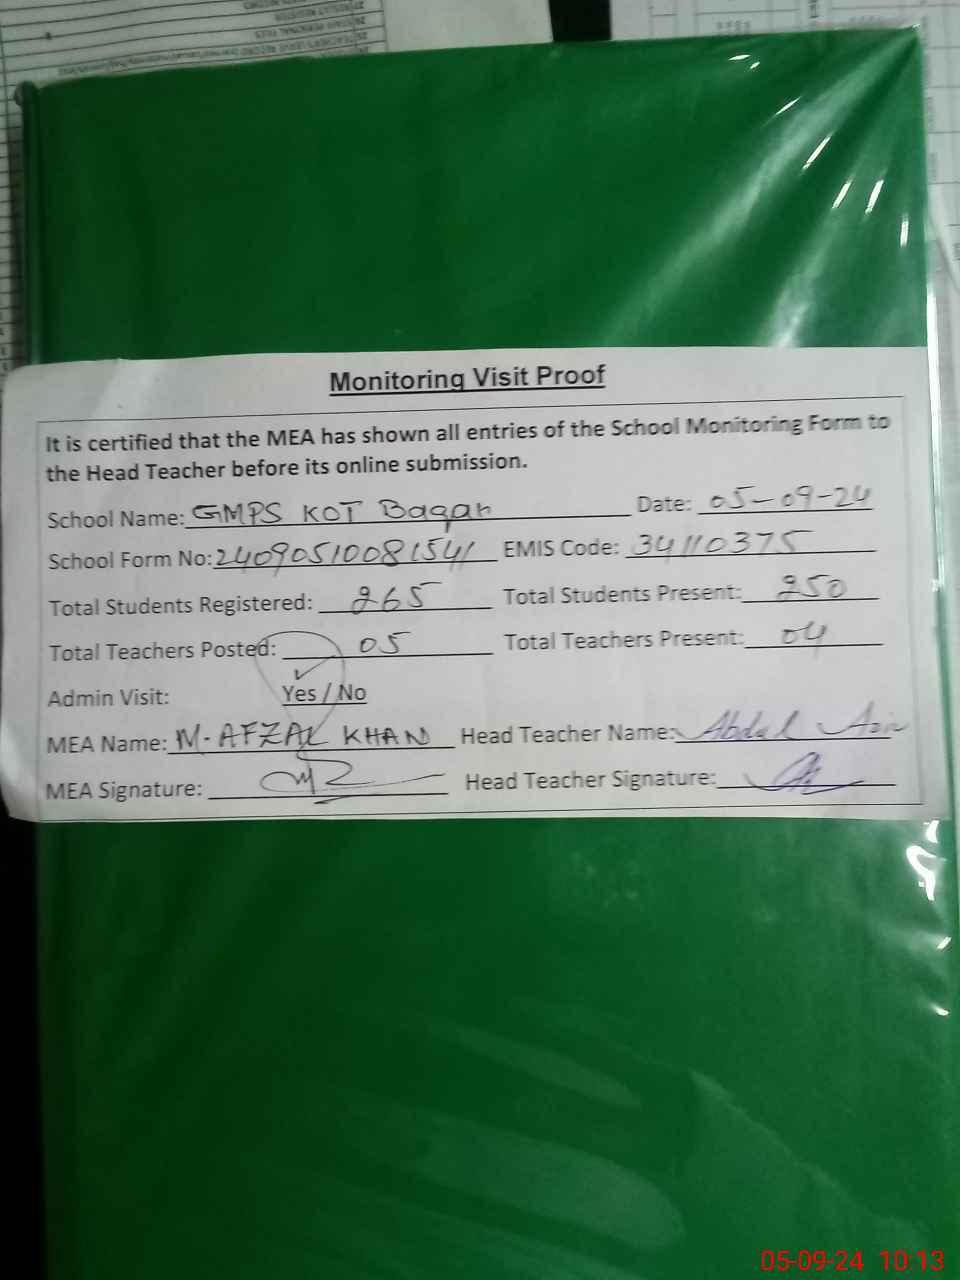 Monitoring Visit Proof
It is certified that the MEA has shown all entries of the School Monitoring Form to
the Head Teacher before its online submission.
School Name: GMPS KOT Baqar Date: 05-09-24
School Form No: 24090510081541 EMIS Code: 34110375
Total Students Registered: 265 Total Students Present: 250
Total Teachers Posted: 05 Total Teachers Present: 04
Admin Visit: Yes / No
MEA Name: M. AFZAL KHAN Head Teacher Name: Abdul Aziz
MEA Signature: Head Teacher Signature:
05-09-24 10:13